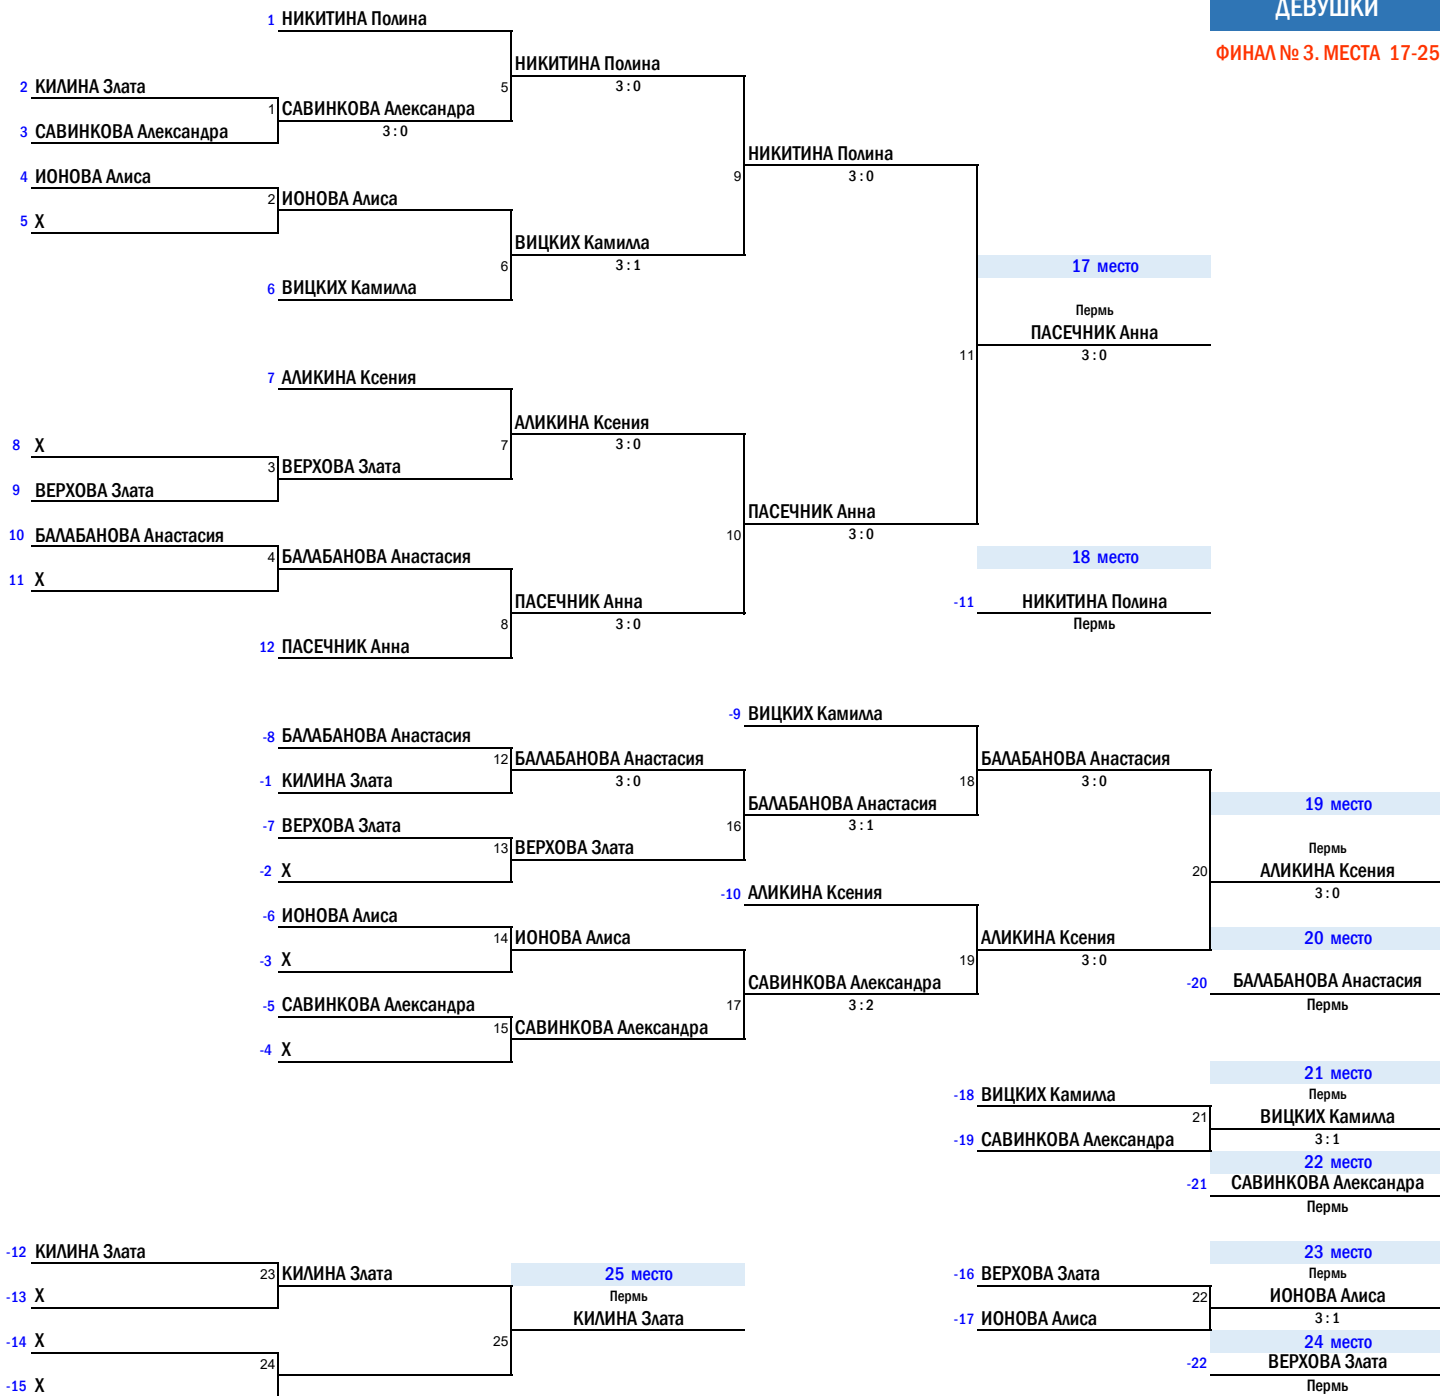 ДЕВУШКИ
1 НИКИТИНА Полина
ФИНАЛ № 3. МЕСТА 17-25
НИКИТИНА Полина
2 КИЛИНА Злата
5
3 : 0
1 САВИНКОВА Александра
3 САВИНКОВА Александра
3 : 0
НИКИТИНА Полина
4 ИОНОВА Алиса
9
3 : 0
2 ИОНОВА Алиса
5 X
ВИЦКИХ Камилла
6
3 : 1
17 место
6 ВИЦКИХ Камилла
Пермь
ПАСЕЧНИК Анна
11
3 : 0
7 АЛИКИНА Ксения
АЛИКИНА Ксения
8 X
7
3 : 0
3 ВЕРХОВА Злата
9 ВЕРХОВА Злата
ПАСЕЧНИК Анна
10 БАЛАБАНОВА Анастасия
10
3 : 0
4 БАЛАБАНОВА Анастасия
18 место
11 X
ПАСЕЧНИК Анна
-11 НИКИТИНА Полина
8
3 : 0
Пермь
12 ПАСЕЧНИК Анна
-9 ВИЦКИХ Камилла
-8 БАЛАБАНОВА Анастасия
12 БАЛАБАНОВА Анастасия
БАЛАБАНОВА Анастасия
-1 КИЛИНА Злата
3 : 0
18
3 : 0
БАЛАБАНОВА Анастасия
19 место
-7 ВЕРХОВА Злата
16
3 : 1
13 ВЕРХОВА Злата
Пермь
-2 X
20
АЛИКИНА Ксения
-10 АЛИКИНА Ксения
3 : 0
-6 ИОНОВА Алиса
14 ИОНОВА Алиса
АЛИКИНА Ксения
20 место
-3 X
19
3 : 0
САВИНКОВА Александра
-20 БАЛАБАНОВА Анастасия
-5 САВИНКОВА Александра
17
3 : 2
Пермь
15 САВИНКОВА Александра
-4 X
21 место
-18 ВИЦКИХ Камилла
Пермь
21
ВИЦКИХ Камилла
-19 САВИНКОВА Александра
3 : 1
22 место
-21 САВИНКОВА Александра
Пермь
-12 КИЛИНА Злата
23 место
23 КИЛИНА Злата
25 место
-16 ВЕРХОВА Злата
Пермь
-13 X
Пермь
22
ИОНОВА Алиса
КИЛИНА Злата
-17 ИОНОВА Алиса
3 : 1
-14 X
25
24 место
24
-22 ВЕРХОВА Злата
-15 X
Пермь